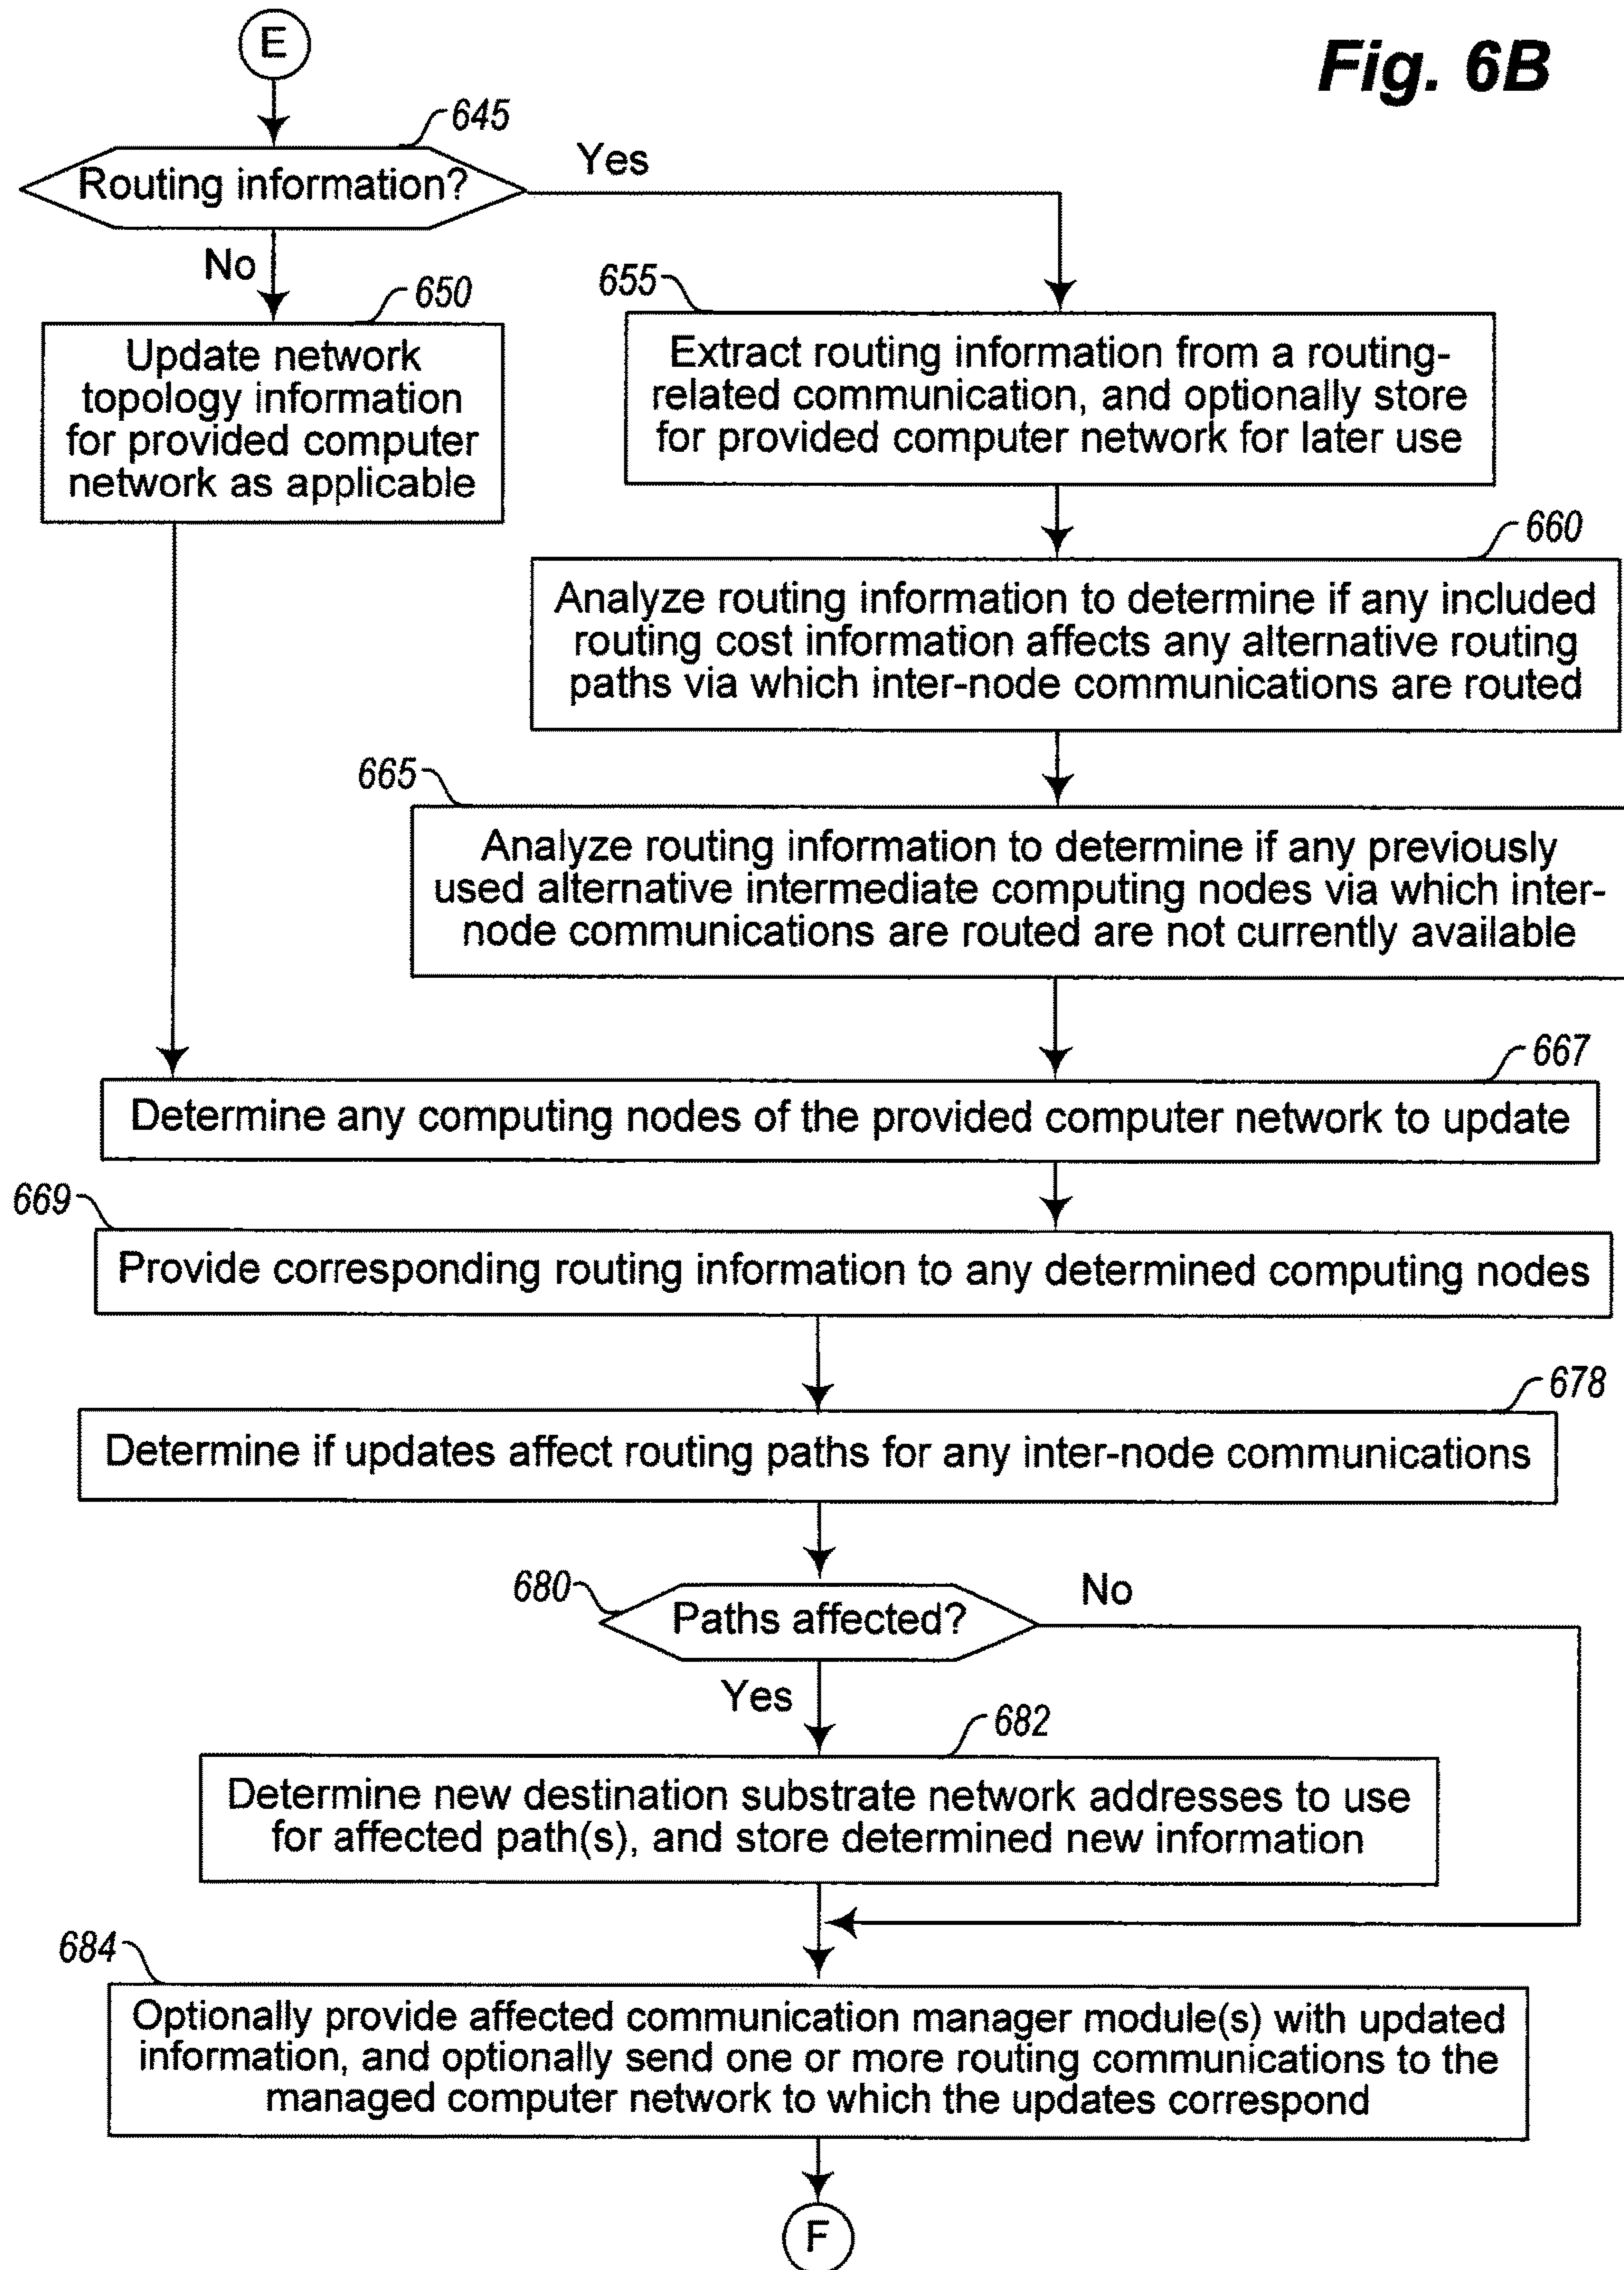 Fig. 6B
E
645
Routing information?
Yes
No
650
Update network
topology information
for provided computer
network as applicable
655
Extract routing information from a routing-
related communication, and optionally store
for provided computer network for later use
660
Analyze routing information to determine if any included
routing cost information affects any alternative routing
paths via which inter-node communications are routed
665
Analyze routing information to determine if any previously
used alternative intermediate computing nodes via which inter-
node communications are routed are not currently available
667
Determine any computing nodes of the provided computer network to update
669
Provide corresponding routing information to any determined computing nodes
678
Determine if updates affect routing paths for any inter-node communications
680
Paths affected?
No
Yes
682
Determine new destination substrate network addresses to use
for affected path(s), and store determined new information
684
Optionally provide affected communication manager module(s) with updated
information, and optionally send one or more routing communications to the
managed computer network to which the updates correspond
F